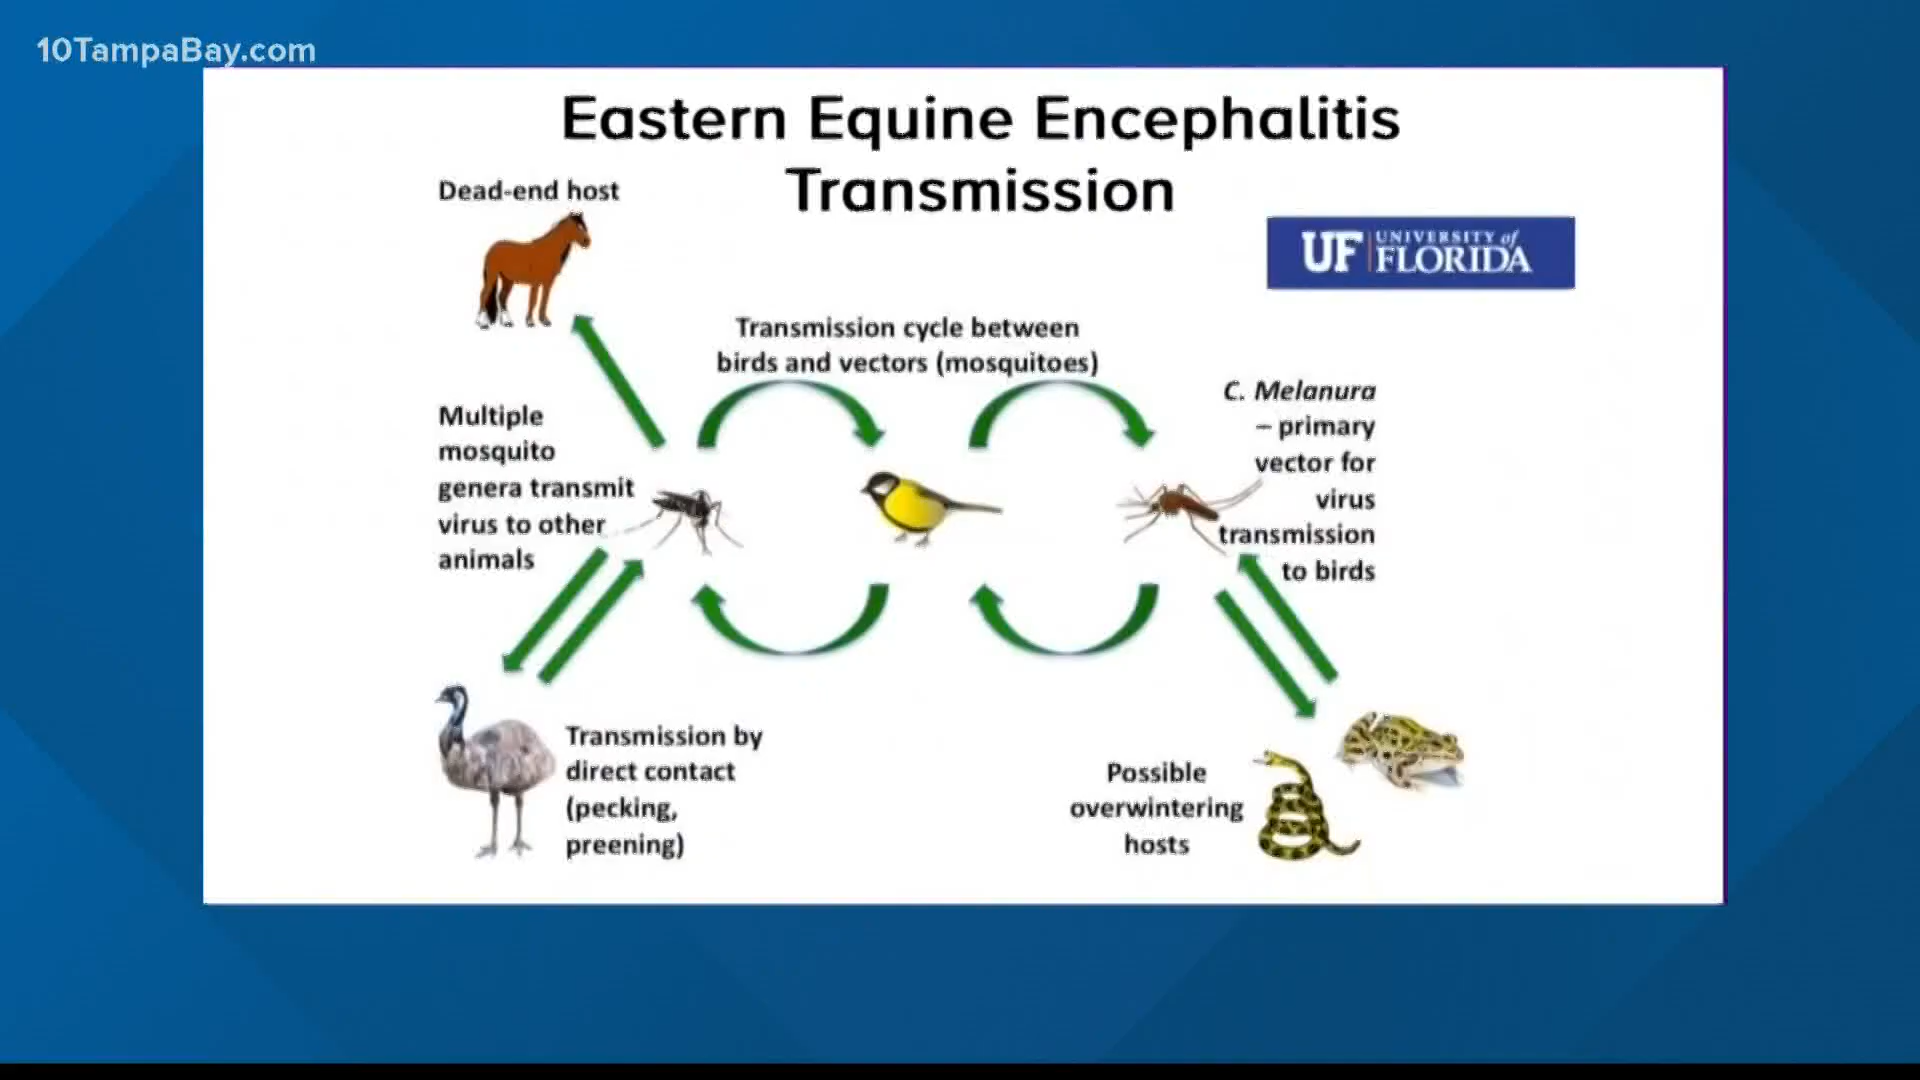 10TampaBay.com
Eastern Equine Encephalitis
Transmission
Dead-end host
UF UNIVERSITY of
FLORIDA
Transmission cycle between
birds and vectors (mosquitoes)
Multiple
mosquito
genera transmit
virus to other
animals
C. Melanura
– primary
vector for
virus
transmission
to birds
Transmission by
direct contact
(pecking,
preening)
Possible
overwintering
hosts